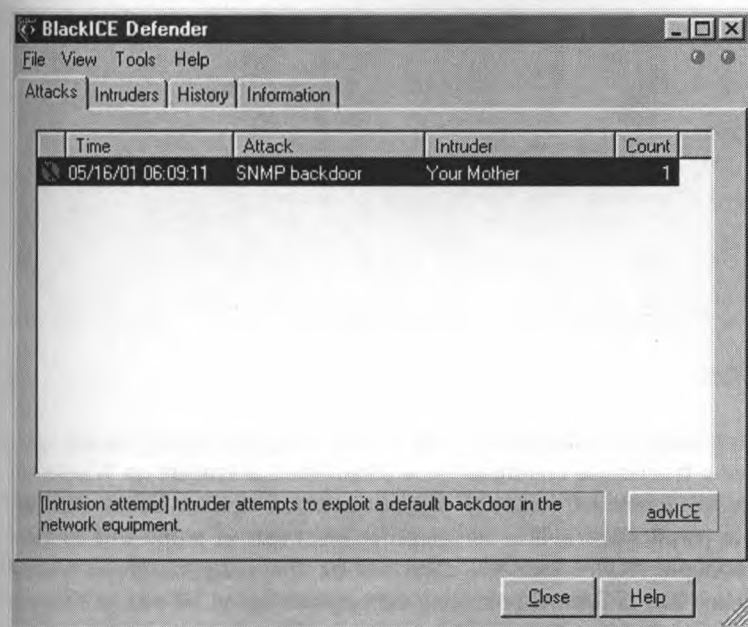 BlackICE Defender
File View Tools Help
Attacks Intruders History Information
Time Attack Intruder Count
05/16/01 06:09:11 SNMP backdoor Your Mother 1
[Intrusion attempt] Intruder attempts to exploit a default backdoor in the
network equipment.
advICE
Close Help